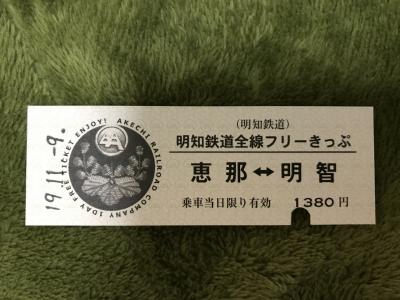 (明知鉄道)
明知鉄道全線フリーきっぷ
恵那↔明智
乗車当日限り有効 1380円
19.11.-9.
AKECHI RAILROAD COMPANY 1DAY FREE TICKET ENJOY!